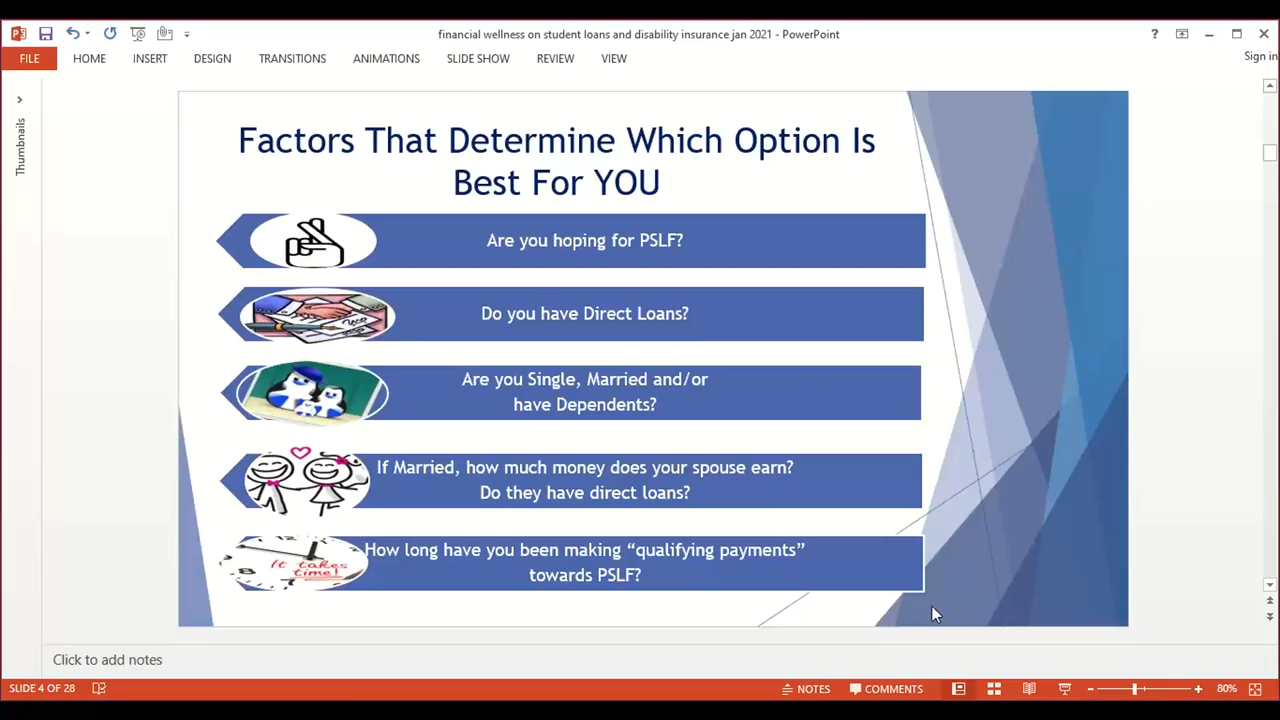 financial wellness on student loans and disability insurance jan 2021 - PowerPoint
?
Sign in
FILE HOME INSERT DESIGN TRANSITIONS ANIMATIONS SLIDE SHOW REVIEW VIEW
Thumbnails
Factors That Determine Which Option Is
Best For YOU
Are you hoping for PSLF?
Do you have Direct Loans?
Are you Single, Married and/or
have Dependents?
If Married, how much money does your spouse earn?
Do they have direct loans?
It takes
time!
How long have you been making “qualifying payments”
towards PSLF?
Click to add notes
SLIDE 4 OF 28 NOTES COMMENTS 80%